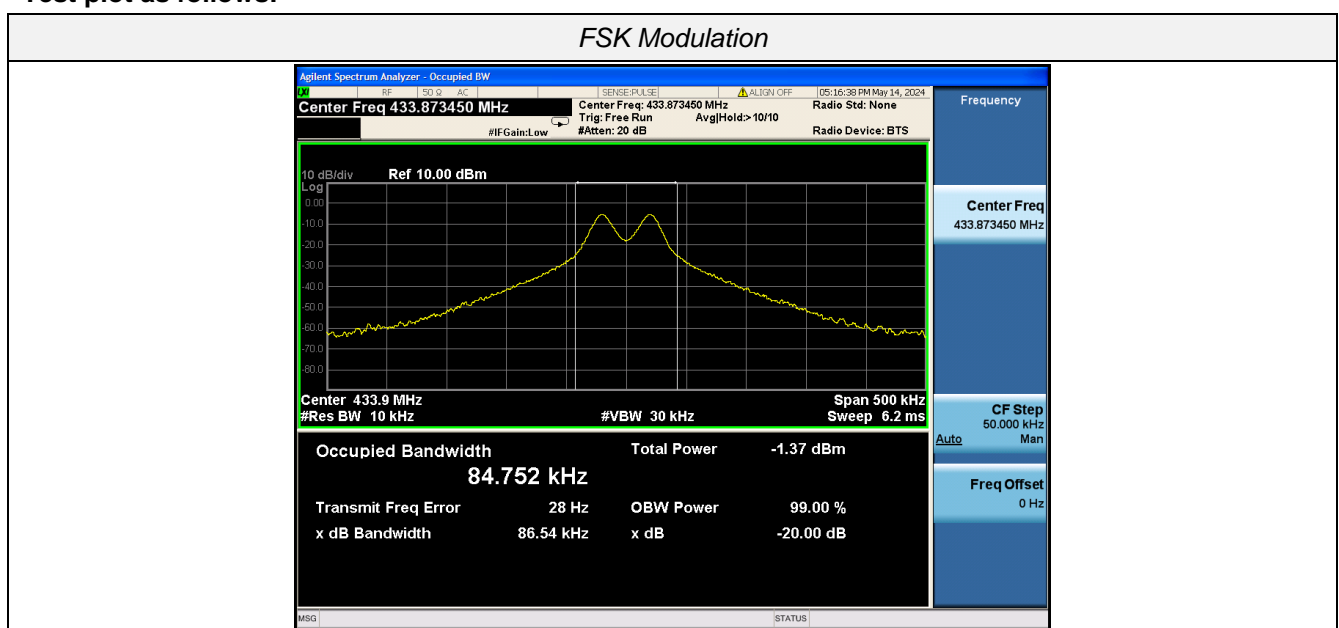 Test plot as follows:
FSK Modulation
Agilent Spectrum Analyzer - Occupied BW
RF 50 Ω AC SENSE:PULSE ALIGN OFF 05:16:38 PM May 14, 2024
Center Freq 433.873450 MHz
Center Freq: 433.873450 MHz Radio Std: None
Trig: Free Run Avg|Hold:>10/10
#IFGain:Low #Atten: 20 dB Radio Device: BTS
10 dB/div Ref 10.00 dBm
Log
0.00
-10.0
-20.0
-30.0
-40.0
-50.0
-60.0
-70.0
-80.0
Center 433.9 MHz Span 500 kHz
#Res BW 10 kHz #VBW 30 kHz Sweep 6.2 ms
Occupied Bandwidth Total Power -1.37 dBm
84.752 kHz
Transmit Freq Error 28 Hz OBW Power 99.00 %
x dB Bandwidth 86.54 kHz x dB -20.00 dB
MSG STATUS
Frequency
Center Freq
433.873450 MHz
CF Step
50.000 kHz
Auto Man
Freq Offset
0 Hz